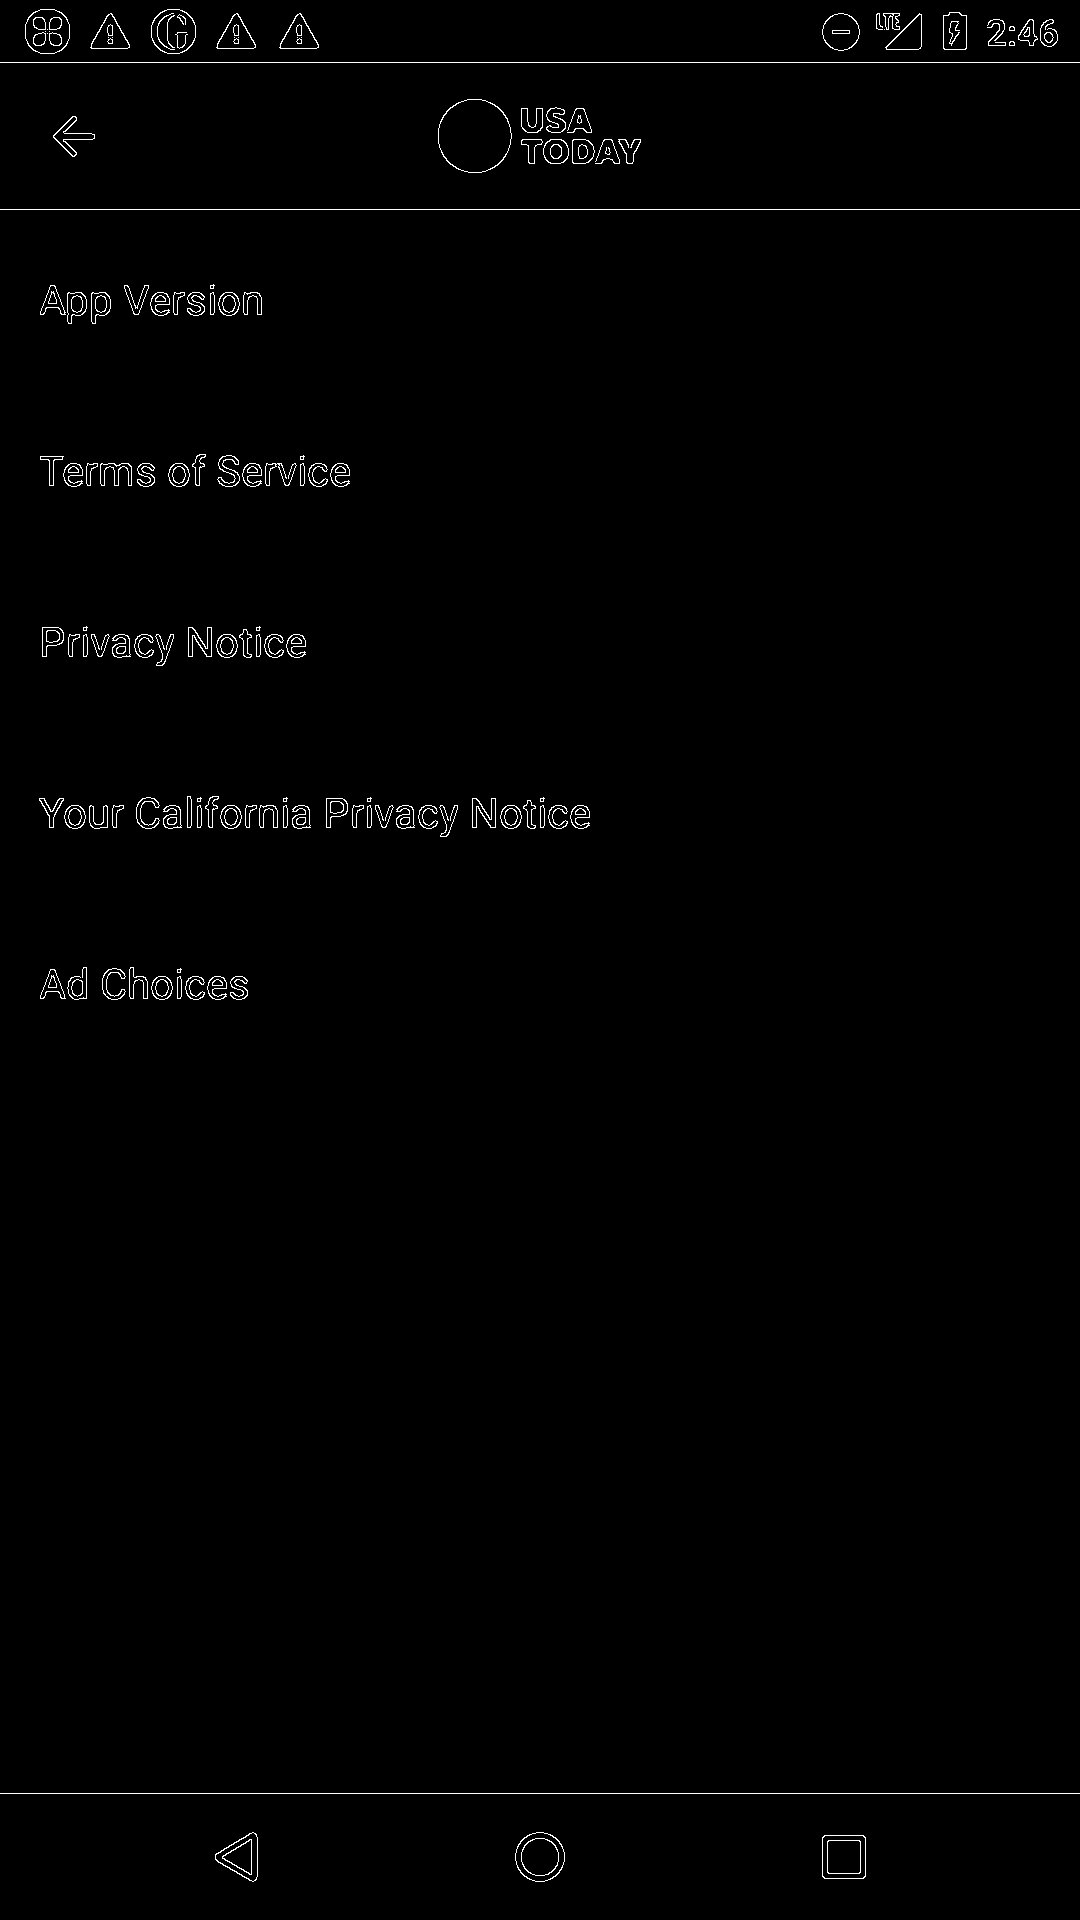 LTE 2:46
USA
TODAY
App Version
Terms of Service
Privacy Notice
Your California Privacy Notice
Ad Choices